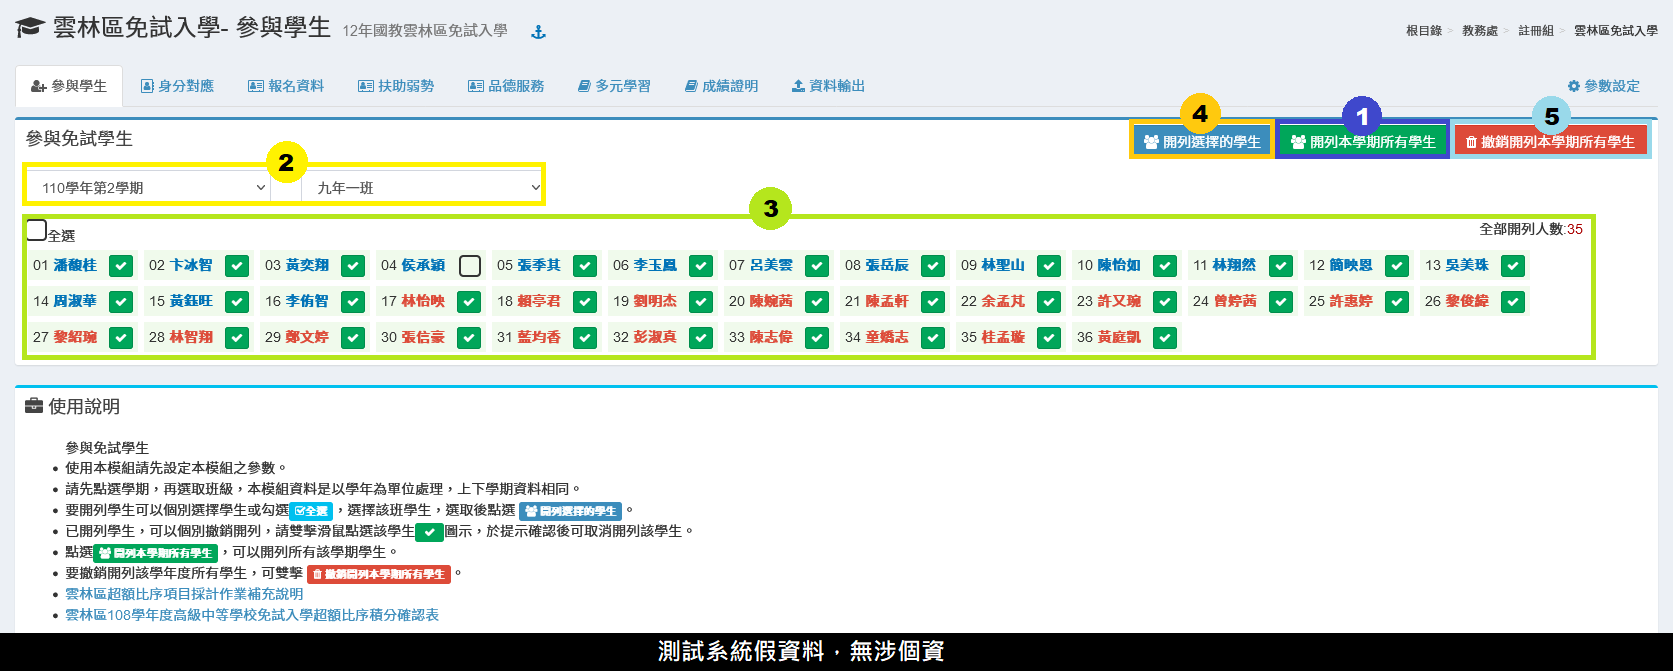 雲林區免試入學- 參與學生 12年國教雲林區免試入學
根目錄 > 教務處 > 註冊組 > 雲林區免試入學
參與學生 身分對應 報名資料 扶助弱勢 品德服務 多元學習 成績證明 資料輸出 參數設定
4 1 5
參與免試學生 開列選擇的學生 開列本學期所有學生 撤銷開列本學期所有學生
2
110學年第2學期 九年一班
3
全選 全部開列人數:35
01 潘馥桂 02 卞冰智 03 黃奕翔 04 侯承穎 05 張季其 06 李玉鳳 07 呂美雲 08 張岳辰 09 林聖山 10 陳怡如 11 林翔然 12 簡映恩 13 吳美珠
14 周淑華 15 黃鈺旺 16 李侑智 17 林怡映 18 賴亭君 19 劉明杰 20 陳婉茜 21 陳孟軒 22 余孟芃 23 許又琬 24 曾婷茜 25 許惠婷 26 黎俊緯
27 黎紹琬 28 林智翔 29 鄭文婷 30 張信豪 31 藍均香 32 彭淑真 33 陳志偉 34 童嬌志 35 桂孟璇 36 黃庭凱
使用說明
參與免試學生
使用本模組請先設定本模組之參數。
請先點選學期，再選取班級，本模組資料是以學年為單位處理，上下學期資料相同。
要開列學生可以個別選擇學生或勾選 全選 ，選擇該班學生，選取後點選 開列選擇的學生 。
已開列學生，可以個別撤銷開列，請雙擊滑鼠點選該學生 圖示，於提示確認後可取消開列該學生。
點選 開列本學期所有學生 ，可以開列所有該學期學生。
要撤銷開列該學年度所有學生，可雙擊 撤銷開列本學期所有學生 。
雲林區超額比序項目採計作業補充說明
雲林區108學年度高級中等學校免試入學超額比序積分確認表
測試系統假資料，無涉個資